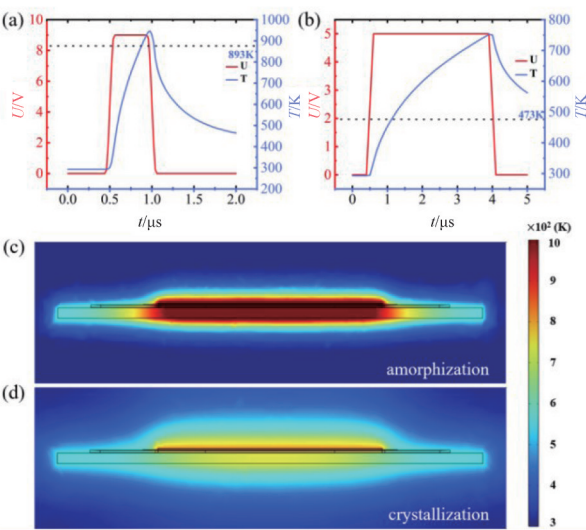 (a)
10
8
6
4
2
0
U/V
893K
U
T
1000
900
800
700
600
500
400
300
200
T/K
0.0 0.5 1.0 1.5 2.0
t/μs
(b)
6
5
4
3
2
1
0
U/V
U
T
473K
800
700
600
500
400
300
250
T/K
0 1 2 3 4 5
t/μs
(c)
amorphization
(d)
crystallization
×10² (K)
10
9
8
7
6
5
4
3